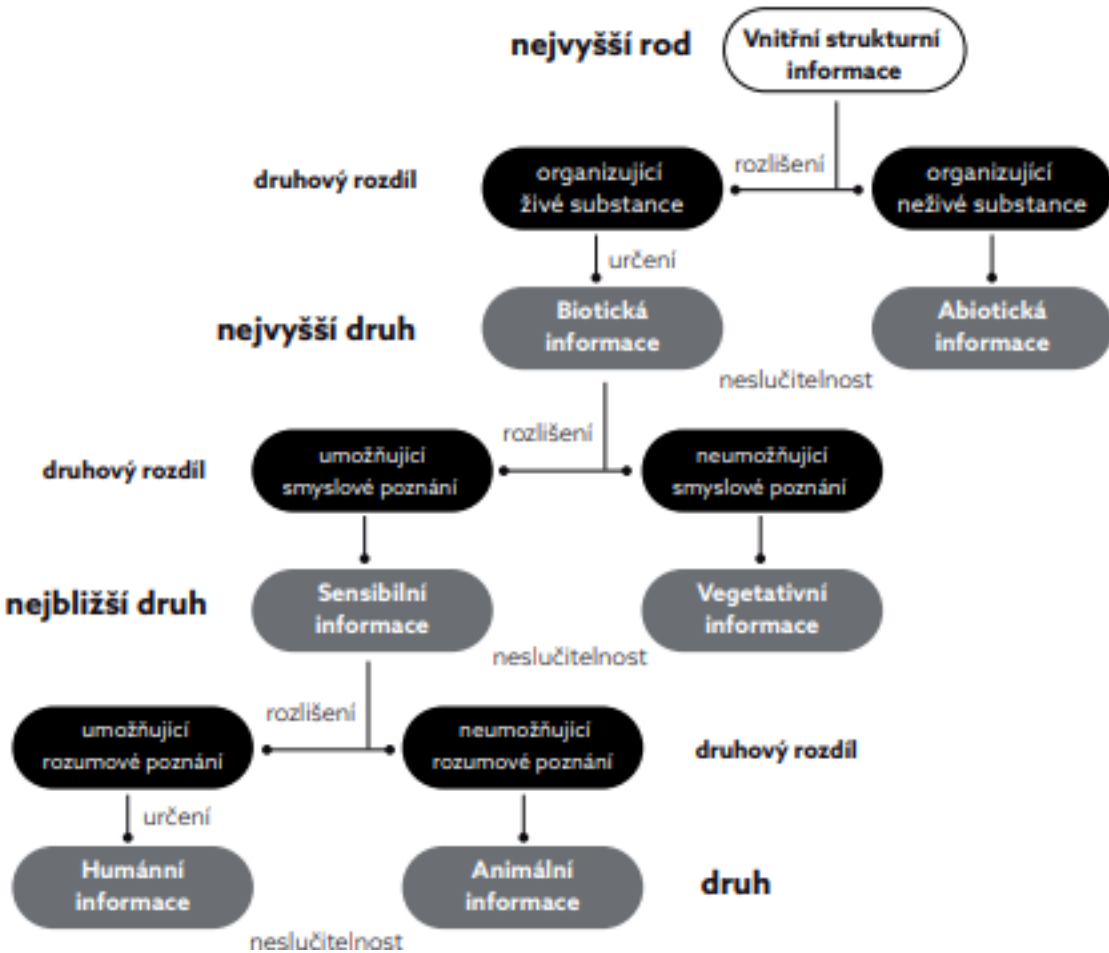 nejvyšší rod
Vnitřní strukturní
informace
druhový rozdíl
organizující
živé substance
rozlišení
organizující
neživé substance
určení
nejvyšší druh
Biotická
informace
Abiotická
informace
neslučitelnost
druhový rozdíl
umožňující
smyslové poznání
rozlišení
neumožňující
smyslové poznání
nejbližší druh
Sensibilní
informace
Vegetativní
informace
neslučitelnost
umožňující
rozumové poznání
rozlišení
neumožňující
rozumové poznání
druhový rozdíl
určení
Humánní
informace
Animální
informace
druh
neslučitelnost